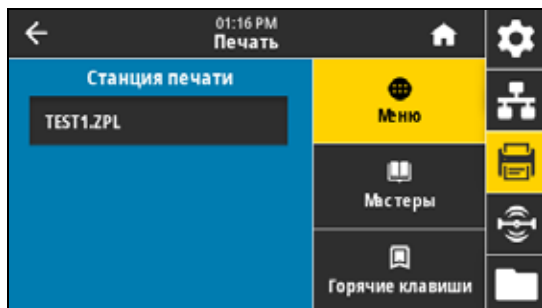 01:16 PM
Печать
Станция печати
TEST1.ZPL
Меню
Мастеры
Горячие клавиши